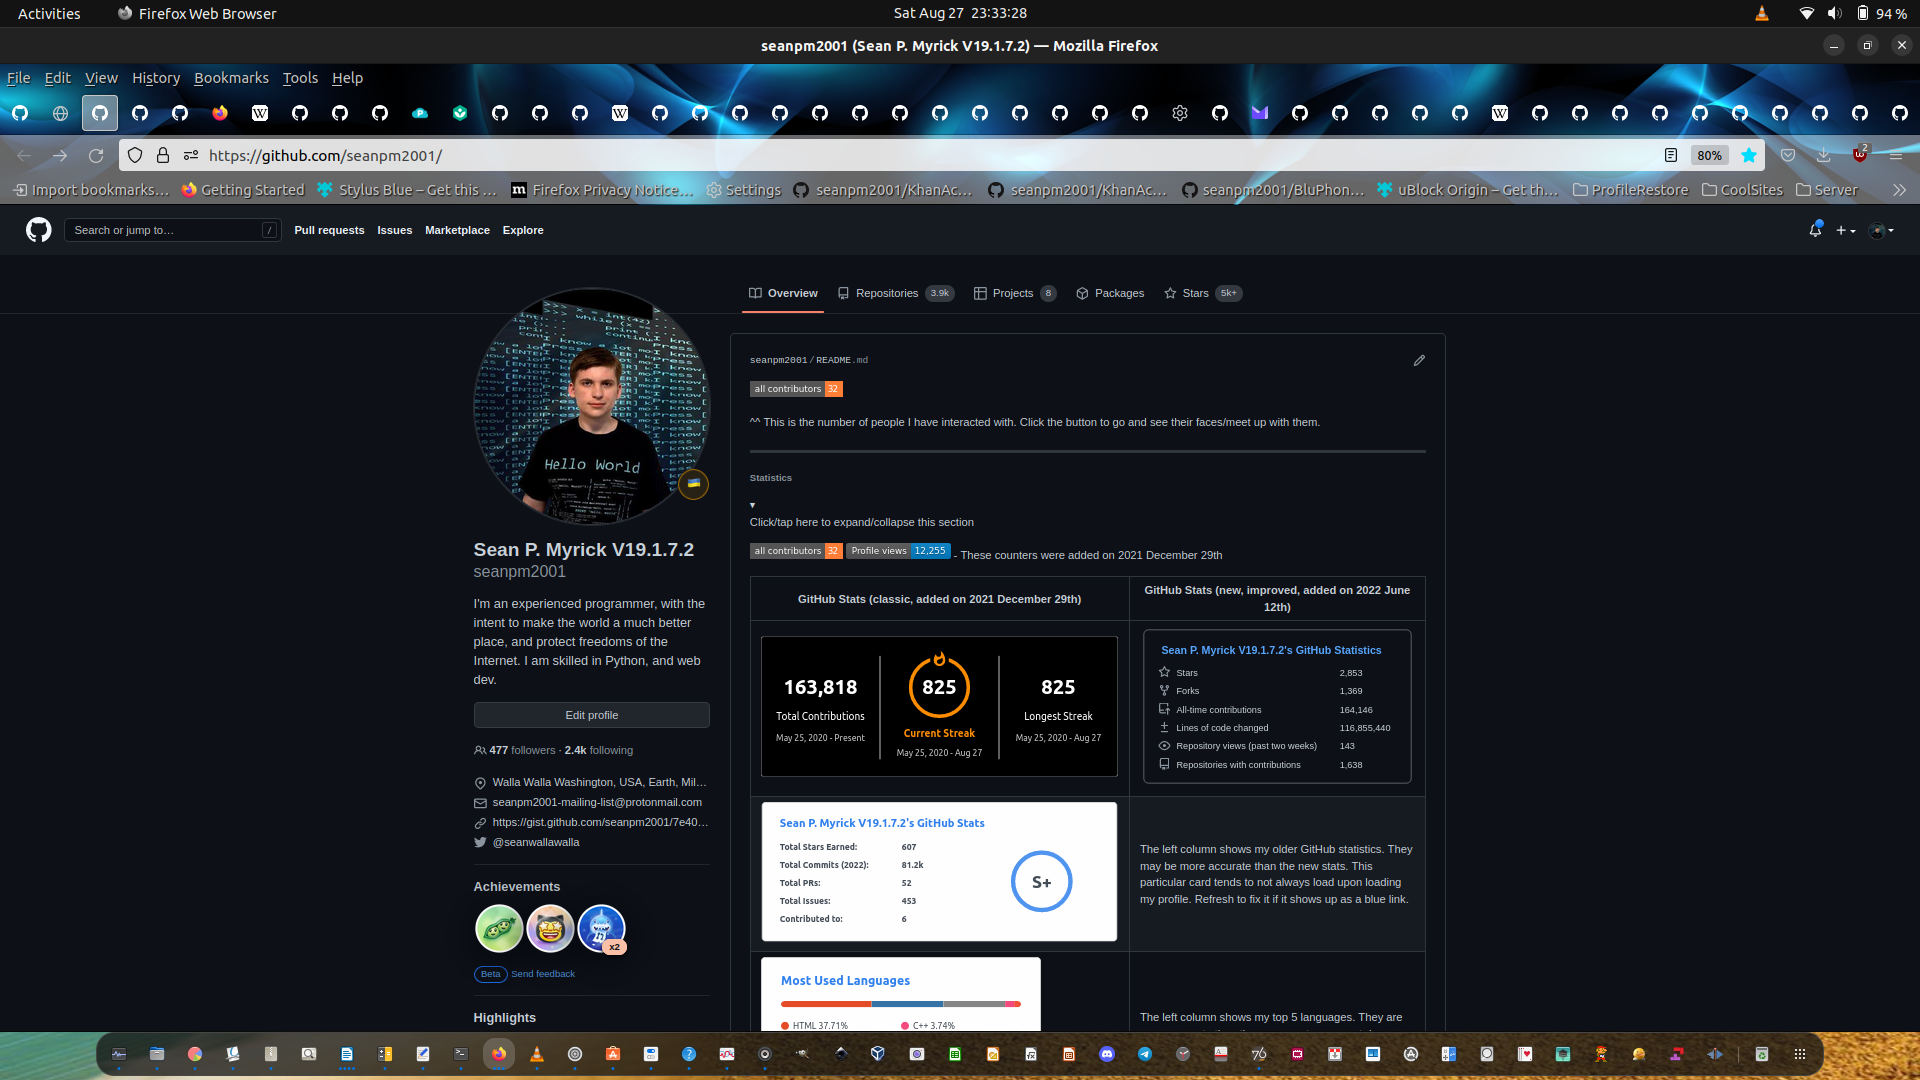 Activities
Firefox Web Browser
Sat Aug 27 23:33:28
94 %
seanpm2001 (Sean P. Myrick V19.1.7.2) — Mozilla Firefox
File Edit View History Bookmarks Tools Help
https://github.com/seanpm2001/
80%
2
Import bookmarks…
Getting Started
Stylus Blue – Get this …
Firefox Privacy Notice…
Settings
seanpm2001/KhanAc…
seanpm2001/KhanAc…
seanpm2001/BluPhon…
uBlock Origin – Get th…
ProfileRestore
CoolSites
Server
Search or jump to…
/
Pull requests
Issues
Marketplace
Explore
Overview
Repositories 3.9k
Projects 8
Packages
Stars 5k+
Hello World
Sean P. Myrick V19.1.7.2
seanpm2001
I'm an experienced programmer, with the
intent to make the world a much better
place, and protect freedoms of the
Internet. I am skilled in Python, and web
dev.
Edit profile
477 followers · 2.4k following
Walla Walla Washington, USA, Earth, Mil…
seanpm2001-mailing-list@protonmail.com
https://gist.github.com/seanpm2001/7e40…
@seanwallawalla
Achievements
x2
Beta Send feedback
Highlights
seanpm2001 / README.md
all contributors 32
^^ This is the number of people I have interacted with. Click the button to go and see their faces/meet up with them.
Statistics
▾
Click/tap here to expand/collapse this section
all contributors 32 Profile views 12,255 - These counters were added on 2021 December 29th
GitHub Stats (classic, added on 2021 December 29th)
GitHub Stats (new, improved, added on 2022 June
12th)
163,818
Total Contributions
May 25, 2020 - Present
825
Current Streak
May 25, 2020 - Aug 27
825
Longest Streak
May 25, 2020 - Aug 27
Sean P. Myrick V19.1.7.2's GitHub Statistics
Stars 2,853
Forks 1,369
All-time contributions 164,146
Lines of code changed 116,855,440
Repository views (past two weeks) 143
Repositories with contributions 1,638
Sean P. Myrick V19.1.7.2's GitHub Stats
Total Stars Earned: 607
Total Commits (2022): 81.2k
Total PRs: 52
Total Issues: 453
Contributed to: 6
S+
The left column shows my older GitHub statistics. They
may be more accurate than the new stats. This
particular card tends to not always load upon loading
my profile. Refresh to fix it if it shows up as a blue link.
Most Used Languages
HTML 37.71%
C++ 3.74%
The left column shows my top 5 languages. They are